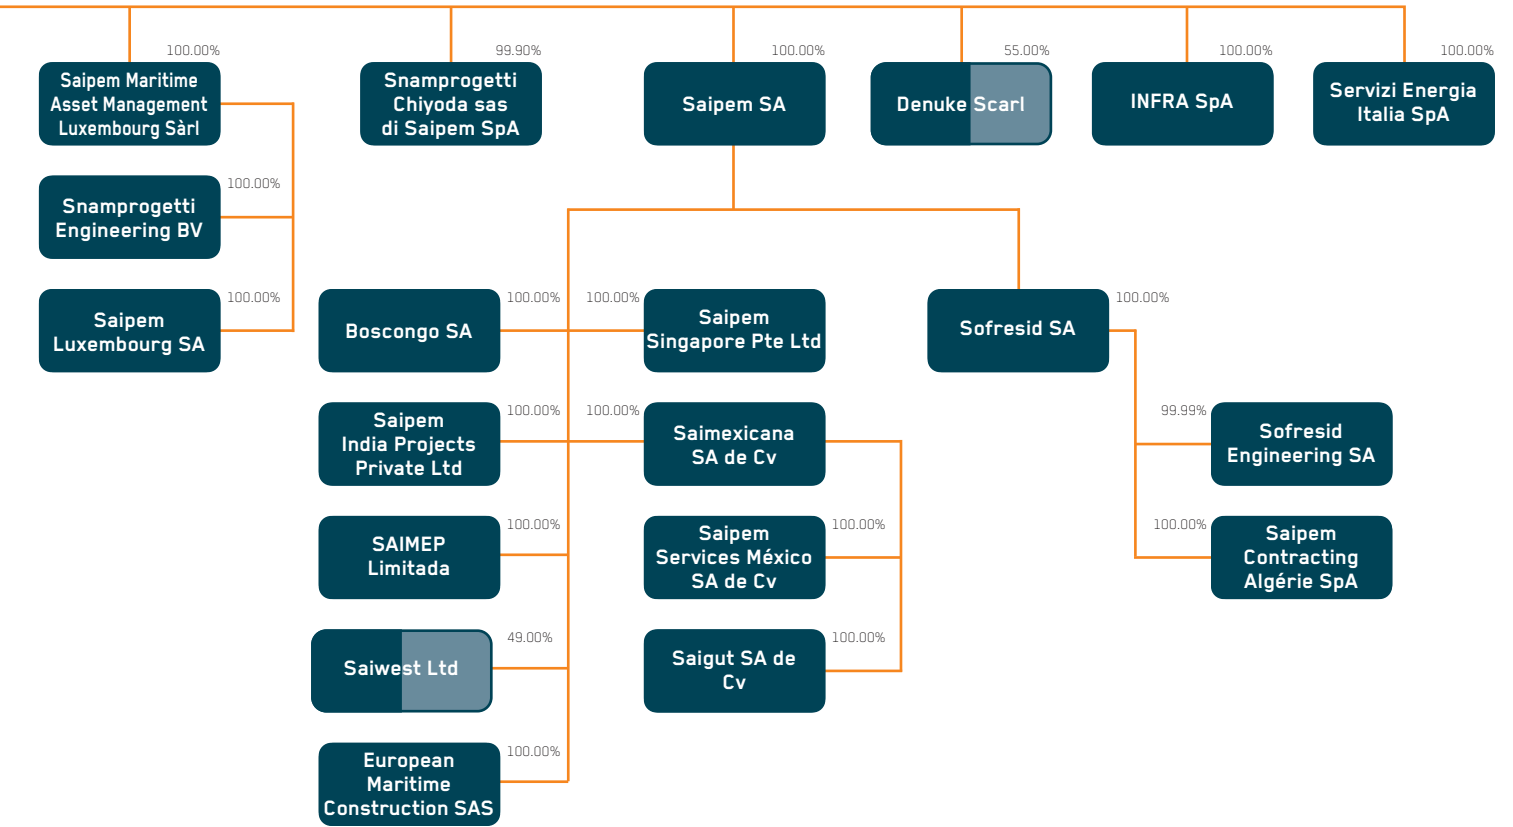 100.00%
99.90%
100.00%
55.00%
100.00%
100.00%
Saipem Maritime
Asset Management
Luxembourg Sàrl
Snamprogetti
Chiyoda sas
di Saipem SpA
Saipem SA
Denuke Scarl
INFRA SpA
Servizi Energia
Italia SpA
100.00%
Snamprogetti
Engineering BV
100.00%
Saipem
Luxembourg SA
100.00%
Boscongo SA
100.00%
Saipem
Singapore Pte Ltd
100.00%
Sofresid SA
100.00%
Saipem
India Projects
Private Ltd
100.00%
Saimexicana
SA de Cv
99.99%
Sofresid
Engineering SA
100.00%
SAIMEP
Limitada
100.00%
Saipem
Services México
SA de Cv
100.00%
Saipem
Contracting
Algérie SpA
49.00%
Saiwest Ltd
100.00%
Saigut SA de
Cv
100.00%
European
Maritime
Construction SAS